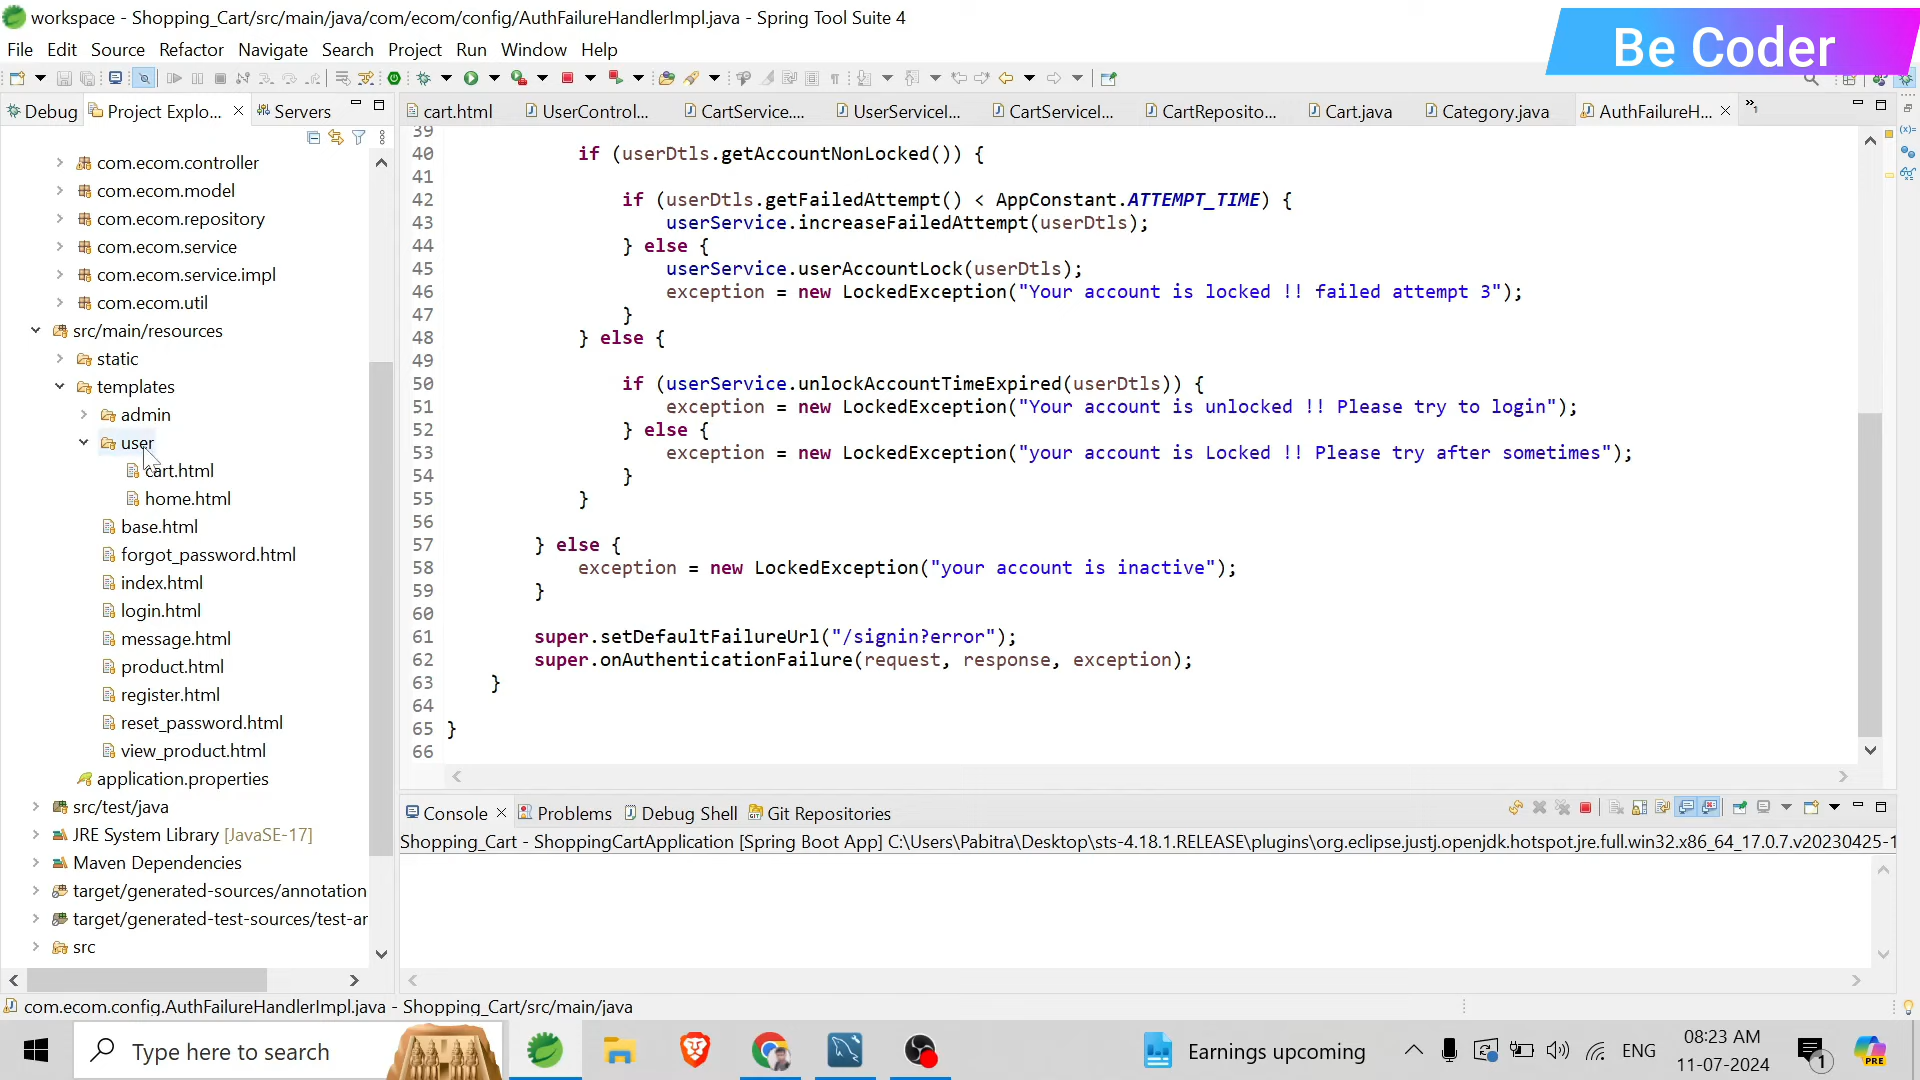 workspace - Shopping_Cart/src/main/java/com/ecom/config/AuthFailureHandlerImpl.java - Spring Tool Suite 4
Be Coder
File Edit Source Refactor Navigate Search Project Run Window Help
Debug Project Explo... Servers
cart.html UserControl... CartService.... UserServiceI... CartServiceI... CartReposito... Cart.java Category.java AuthFailureH...
com.ecom.controller
com.ecom.model
com.ecom.repository
com.ecom.service
com.ecom.service.impl
com.ecom.util
src/main/resources
static
templates
admin
user
cart.html
home.html
base.html
forgot_password.html
index.html
login.html
message.html
product.html
register.html
reset_password.html
view_product.html
application.properties
src/test/java
JRE System Library [JavaSE-17]
Maven Dependencies
target/generated-sources/annotation
target/generated-test-sources/test-ar
src
39
40 if (userDtls.getAccountNonLocked()) {
41
42 if (userDtls.getFailedAttempt() < AppConstant.ATTEMPT_TIME) {
43 userService.increaseFailedAttempt(userDtls);
44 } else {
45 userService.userAccountLock(userDtls);
46 exception = new LockedException("Your account is locked !! failed attempt 3");
47 }
48 } else {
49
50 if (userService.unlockAccountTimeExpired(userDtls)) {
51 exception = new LockedException("Your account is unlocked !! Please try to login");
52 } else {
53 exception = new LockedException("your account is Locked !! Please try after sometimes");
54 }
55 }
56
57 } else {
58 exception = new LockedException("your account is inactive");
59 }
60
61 super.setDefaultFailureUrl("/signin?error");
62 super.onAuthenticationFailure(request, response, exception);
63 }
64
65 }
66
Console Problems Debug Shell Git Repositories
Shopping_Cart - ShoppingCartApplication [Spring Boot App] C:\Users\Pabitra\Desktop\sts-4.18.1.RELEASE\plugins\org.eclipse.justj.openjdk.hotspot.jre.full.win32.x86_64_17.0.7.v20230425-1
com.ecom.config.AuthFailureHandlerImpl.java - Shopping_Cart/src/main/java
Type here to search
Earnings upcoming
ENG
08:23 AM
11-07-2024
1
PRE